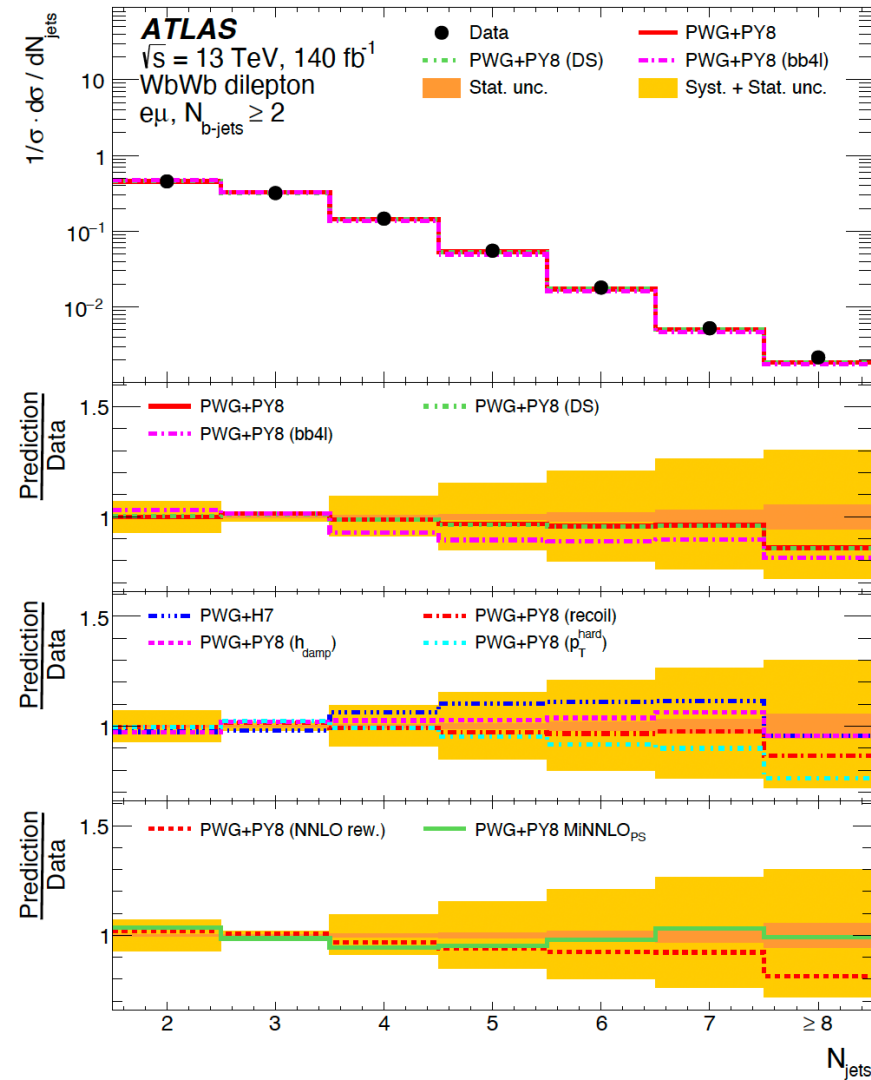 ATLAS
√s = 13 TeV, 140 fb⁻¹
WbWb dilepton
eμ, N_b-jets ≥ 2
Data
PWG+PY8
PWG+PY8 (DS)
PWG+PY8 (bb4l)
Stat. unc.
Syst. + Stat. unc.
1/σ · dσ / dN_jets
10
1
10⁻¹
10⁻²
Prediction
Data
1.5
1
PWG+PY8
PWG+PY8 (DS)
PWG+PY8 (bb4l)
Prediction
Data
1.5
1
PWG+H7
PWG+PY8 (recoil)
PWG+PY8 (h_damp)
PWG+PY8 (p_T^hard)
Prediction
Data
1.5
1
PWG+PY8 (NNLO rew.)
PWG+PY8 MiNNLO_PS
2 3 4 5 6 7 ≥ 8
N_jets